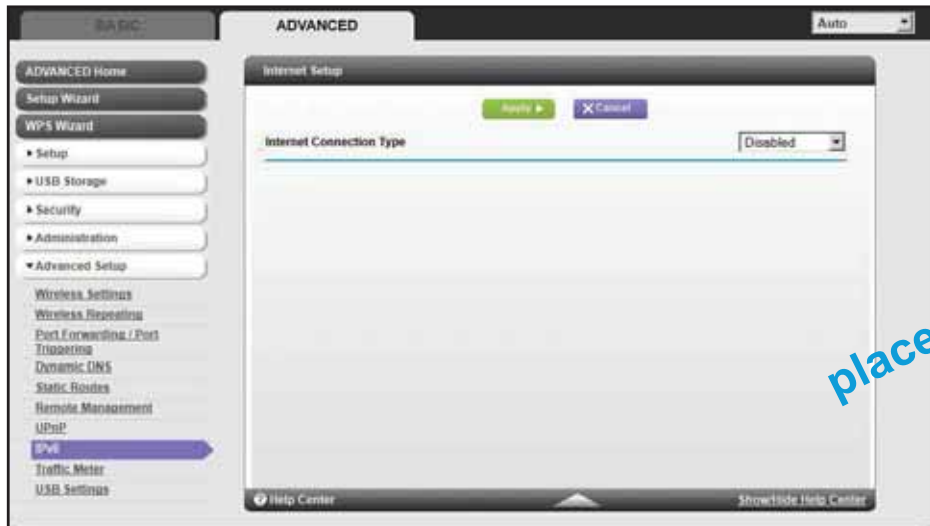 BASIC
ADVANCED
Auto
ADVANCED Home
Setup Wizard
WPS Wizard
Setup
USB Storage
Security
Administration
Advanced Setup
Wireless Settings
Wireless Repeating
Port Forwarding / Port
Triggering
Dynamic DNS
Static Routes
Remote Management
UPnP
IPv6
Traffic Meter
USB Settings
Internet Setup
Apply
X Cancel
Internet Connection Type
Disabled
place
Help Center
Show/Hide Help Center